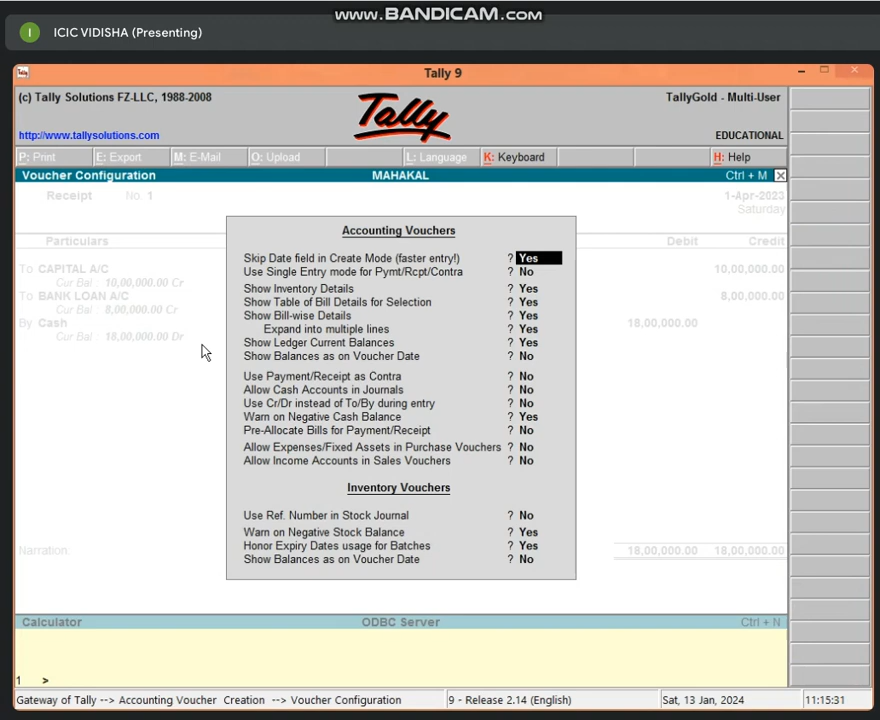 www.BANDICAM.com
I ICIC VIDISHA (Presenting)
Tally Tally 9
(c) Tally Solutions FZ-LLC, 1988-2008 Tally TallyGold - Multi-User
http://www.tallysolutions.com EDUCATIONAL
P: Print E: Export M: E-Mail O: Upload L: Language K: Keyboard H: Help
Voucher Configuration MAHAKAL Ctrl + M
Receipt No. 1 1-Apr-2023
Saturday
Particulars Debit Credit
To CAPITAL A/C 10,00,000.00
Cur Bal : 10,00,000.00 Cr
To BANK LOAN A/C 8,00,000.00
Cur Bal : 8,00,000.00 Cr
By Cash 18,00,000.00
Cur Bal : 18,00,000.00 Dr
Accounting Vouchers
Skip Date field in Create Mode (faster entry!) ? Yes
Use Single Entry mode for Pymt/Rcpt/Contra ? No
Show Inventory Details ? Yes
Show Table of Bill Details for Selection ? Yes
Show Bill-wise Details ? Yes
Expand into multiple lines ? Yes
Show Ledger Current Balances ? Yes
Show Balances as on Voucher Date ? No
Use Payment/Receipt as Contra ? No
Allow Cash Accounts in Journals ? No
Use Cr/Dr instead of To/By during entry ? No
Warn on Negative Cash Balance ? Yes
Pre-Allocate Bills for Payment/Receipt ? No
Allow Expenses/Fixed Assets in Purchase Vouchers ? No
Allow Income Accounts in Sales Vouchers ? No
Inventory Vouchers
Use Ref. Number in Stock Journal ? No
Warn on Negative Stock Balance ? Yes
Honor Expiry Dates usage for Batches ? Yes
Show Balances as on Voucher Date ? No
Narration: 18,00,000.00 18,00,000.00
Calculator ODBC Server Ctrl + N
1 >
Gateway of Tally --> Accounting Voucher Creation --> Voucher Configuration 9 - Release 2.14 (English) Sat, 13 Jan, 2024 11:15:31